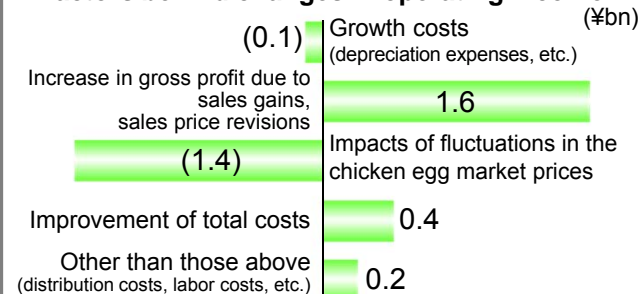 (¥bn)
(0.1)
Growth costs
(depreciation expenses, etc.)
Increase in gross profit due to
sales gains,
sales price revisions
1.6
(1.4)
Impacts of fluctuations in the
chicken egg market prices
Improvement of total costs
0.4
Other than those above
(distribution costs, labor costs, etc.)
0.2